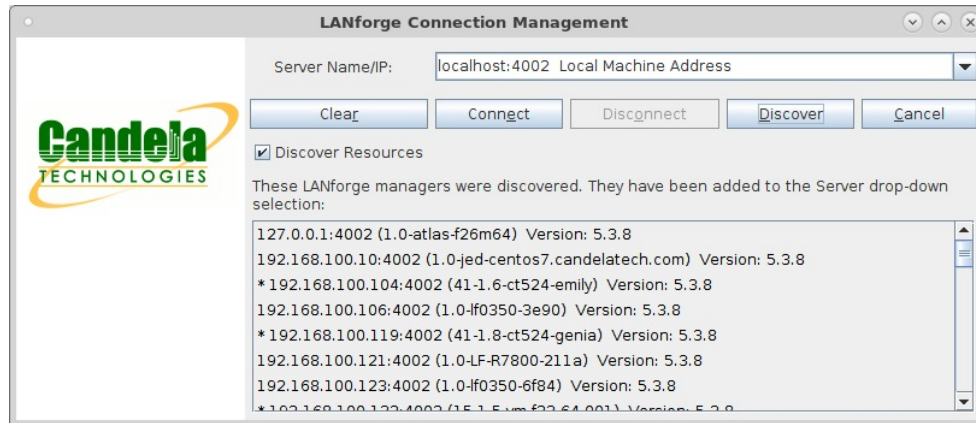 LANforge Connection Management
Server Name/IP: localhost:4002 Local Machine Address
Clear Connect Disconnect Discover Cancel
Candela
TECHNOLOGIES
Discover Resources
These LANforge managers were discovered. They have been added to the Server drop-down
selection:
127.0.0.1:4002 (1.0-atlas-f26m64) Version: 5.3.8
192.168.100.10:4002 (1.0-jed-centos7.candelatech.com) Version: 5.3.8
* 192.168.100.104:4002 (41-1.6-ct524-emily) Version: 5.3.8
192.168.100.106:4002 (1.0-lf0350-3e90) Version: 5.3.8
* 192.168.100.119:4002 (41-1.8-ct524-genia) Version: 5.3.8
192.168.100.121:4002 (1.0-LF-R7800-211a) Version: 5.3.8
192.168.100.123:4002 (1.0-lf0350-6f84) Version: 5.3.8